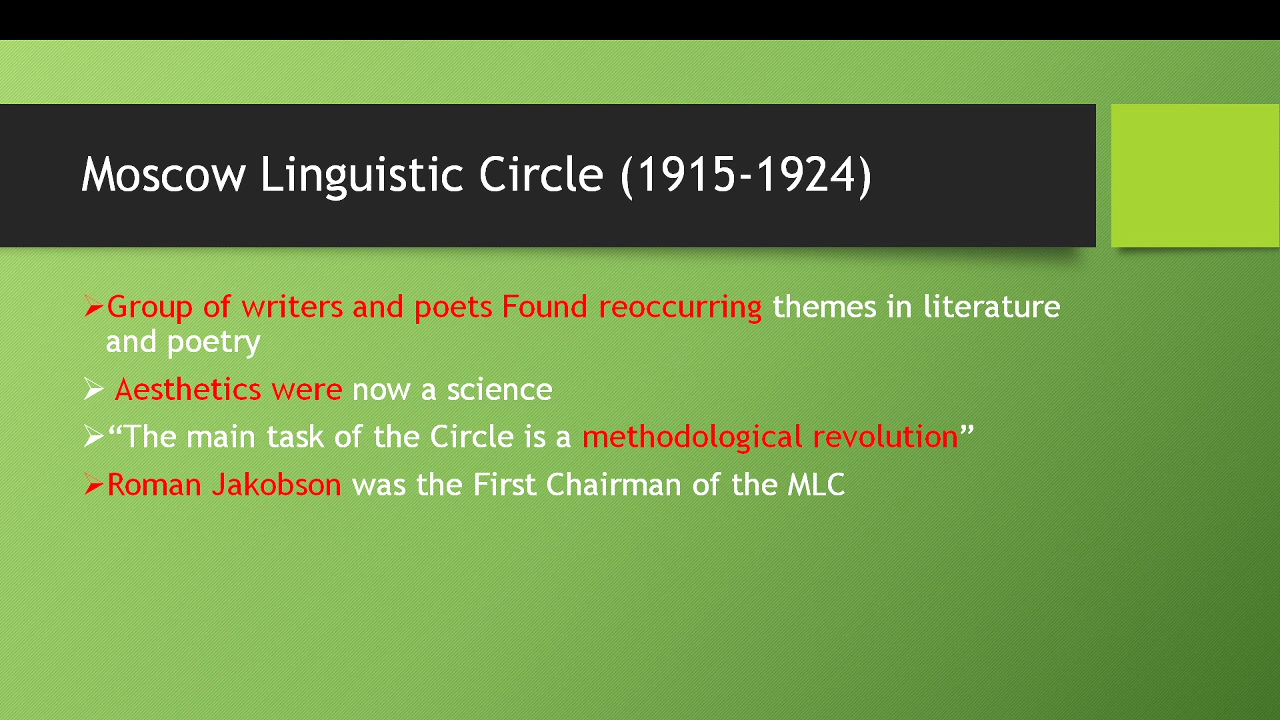 Moscow Linguistic Circle (1915-1924)
➢Group of writers and poets Found reoccurring themes in literature
and poetry
➢ Aesthetics were now a science
➢“The main task of the Circle is a methodological revolution”
➢Roman Jakobson was the First Chairman of the MLC